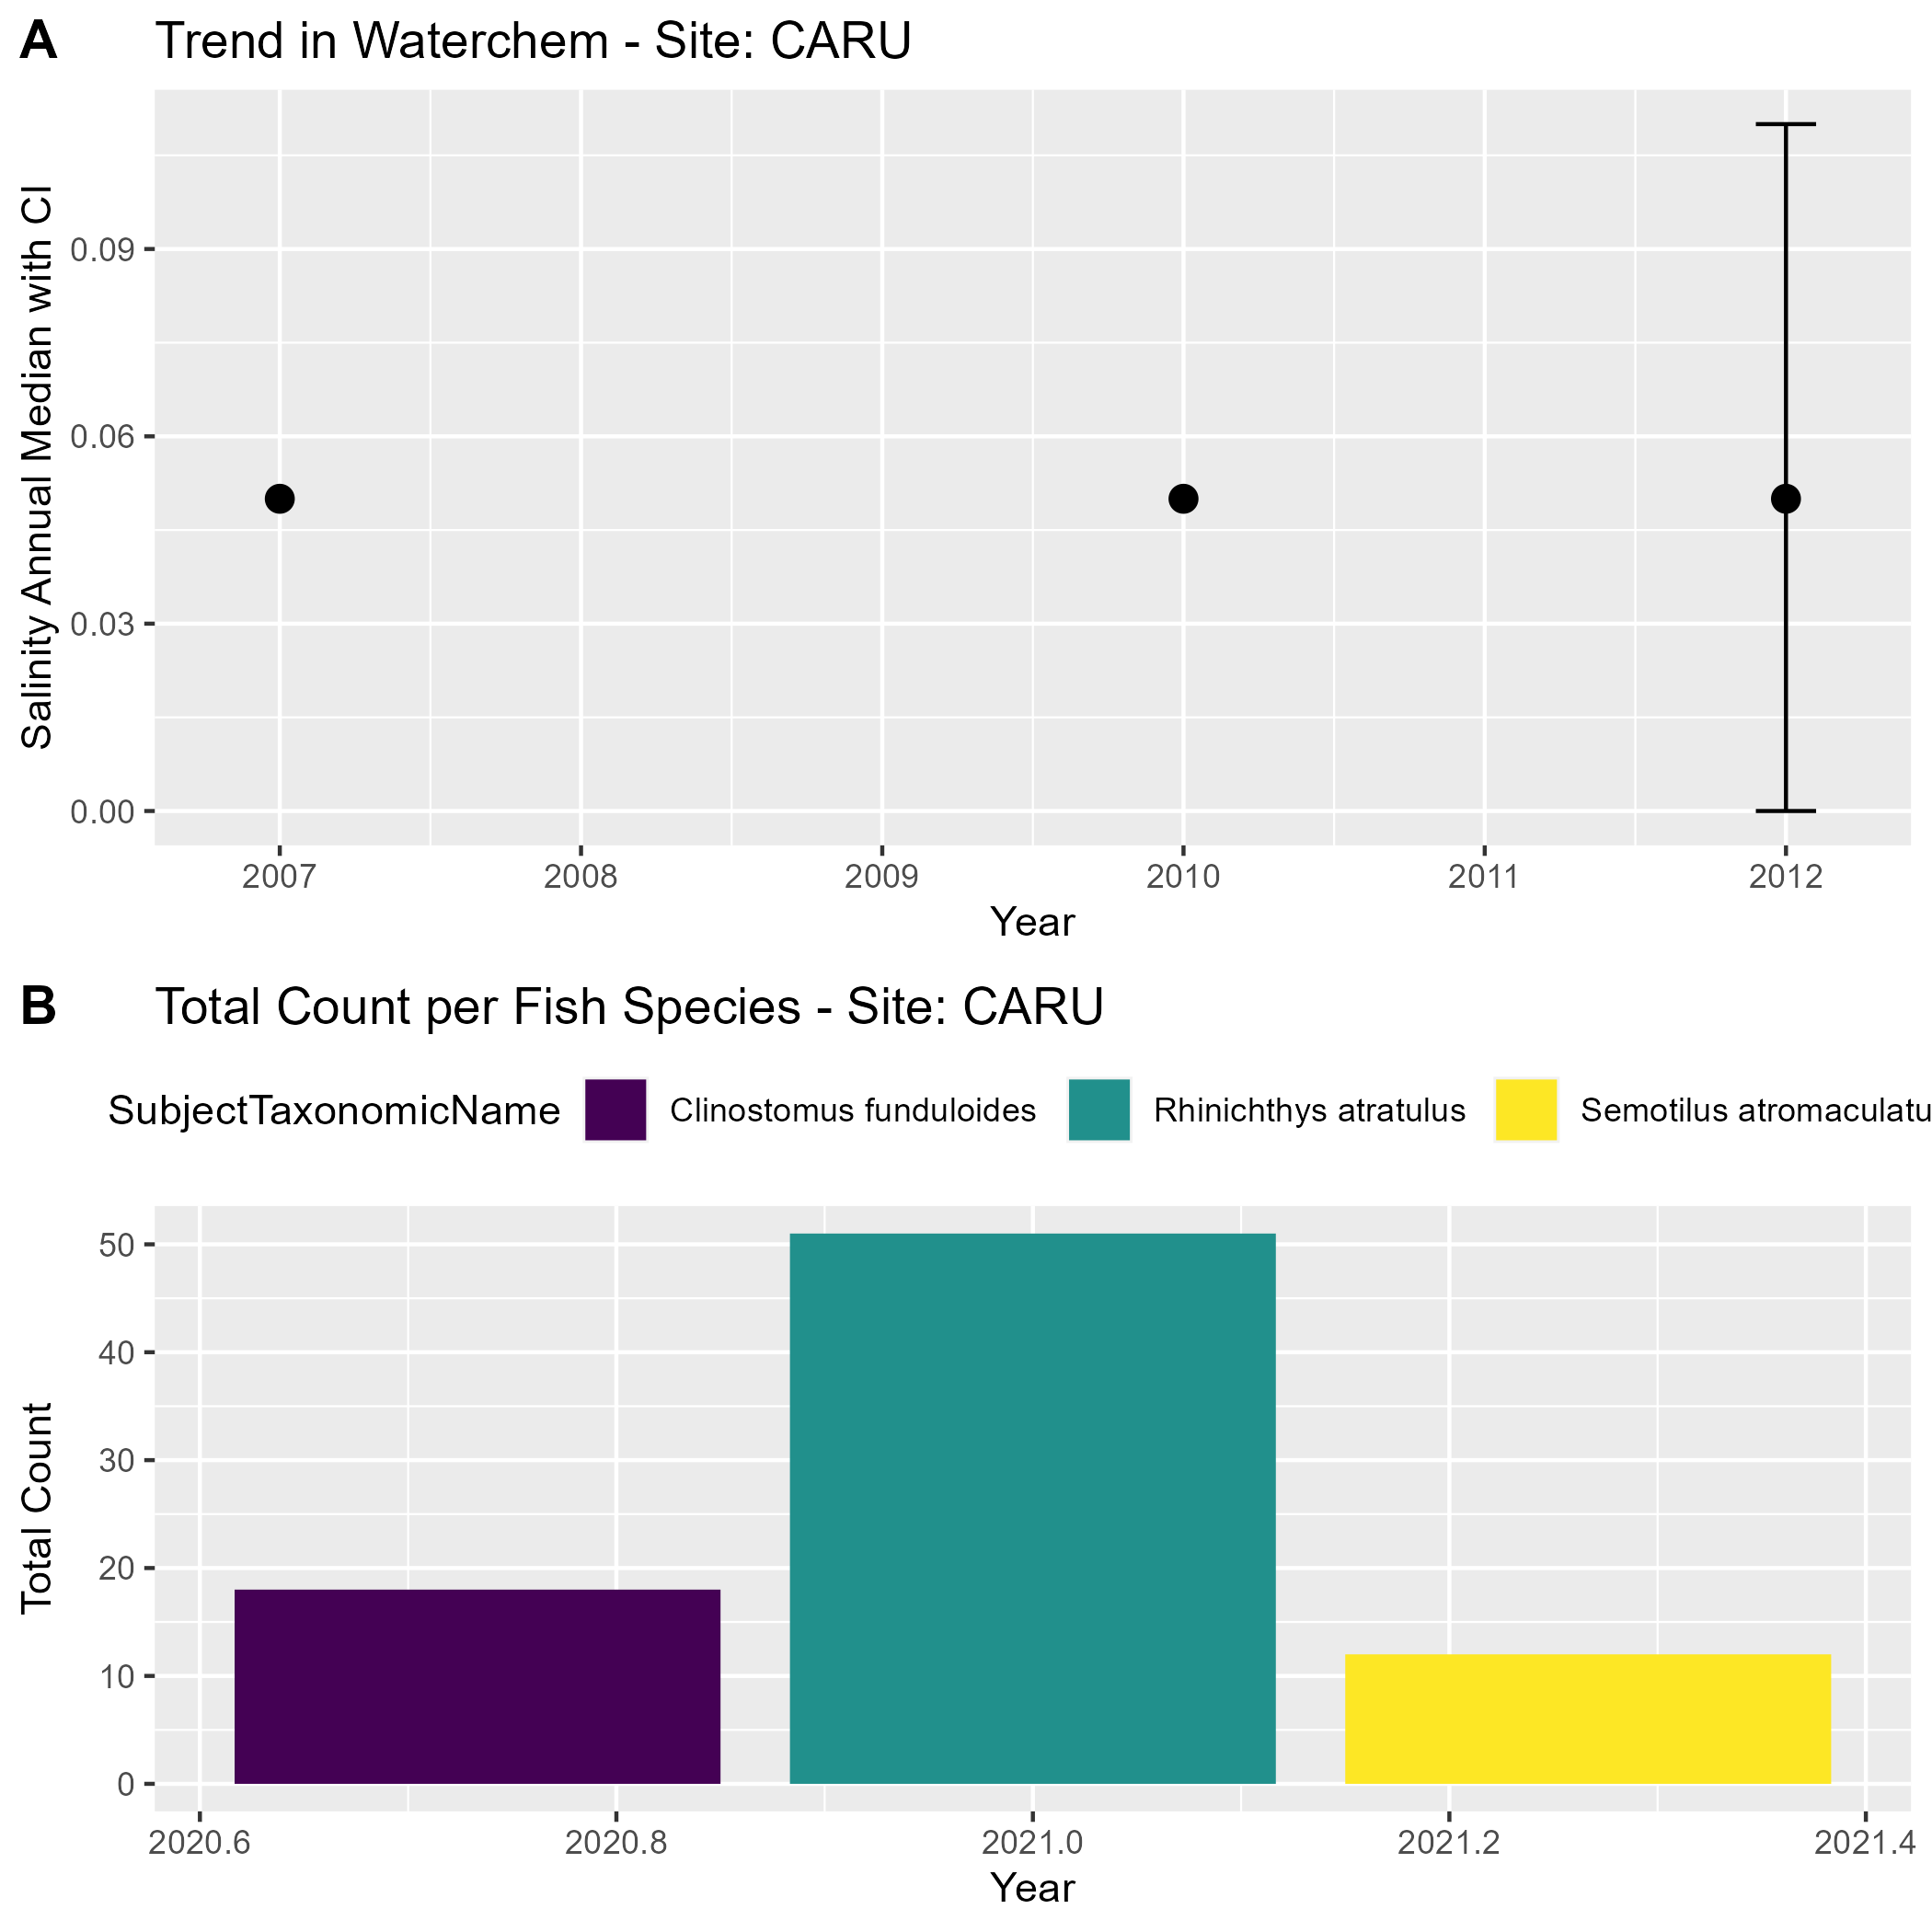 A
Trend in Waterchem - Site: CARU
Salinity Annual Median with CI
0.09
0.06
0.03
0.00
2007 2008 2009 2010 2011 2012
Year
B
Total Count per Fish Species - Site: CARU
SubjectTaxonomicName Clinostomus funduloides Rhinichthys atratulus Semotilus atromaculatu
Total Count
50
40
30
20
10
0
2020.6 2020.8 2021.0 2021.2 2021.4
Year